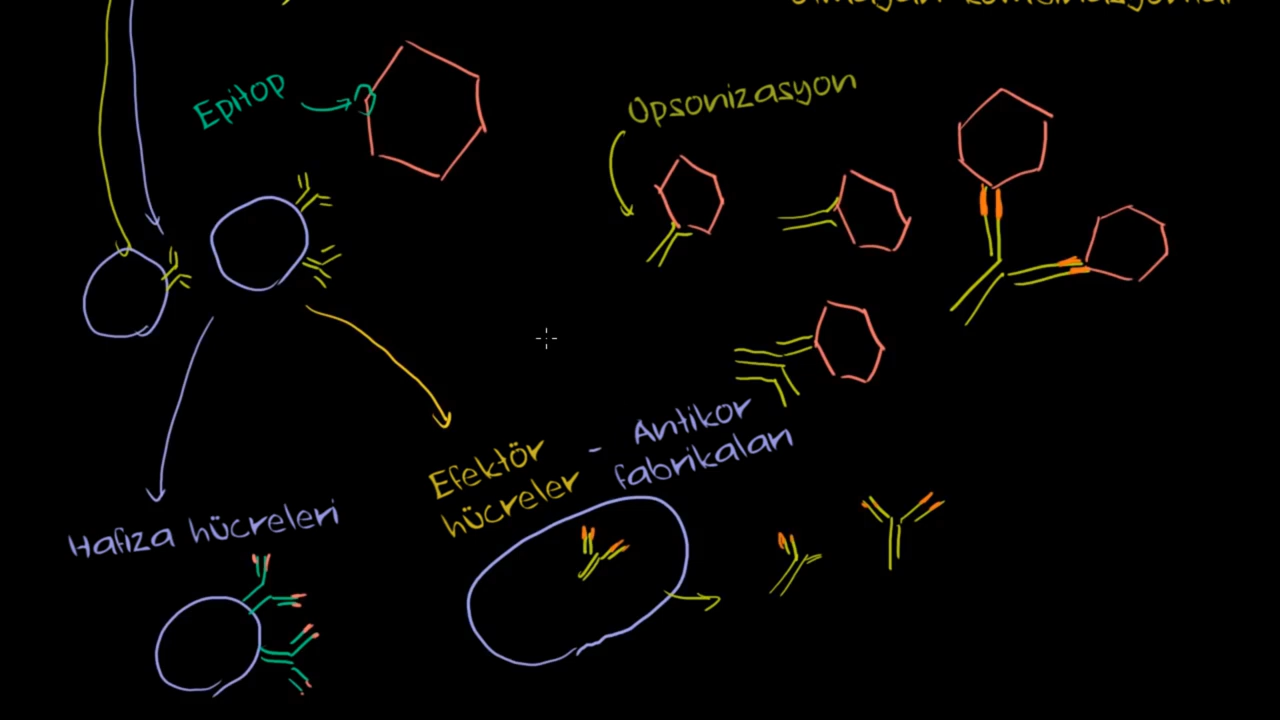 Epitop
Opsonizasyon
Efektör
hücreler
- Antikor
fabrikaları
Hafıza hücreleri